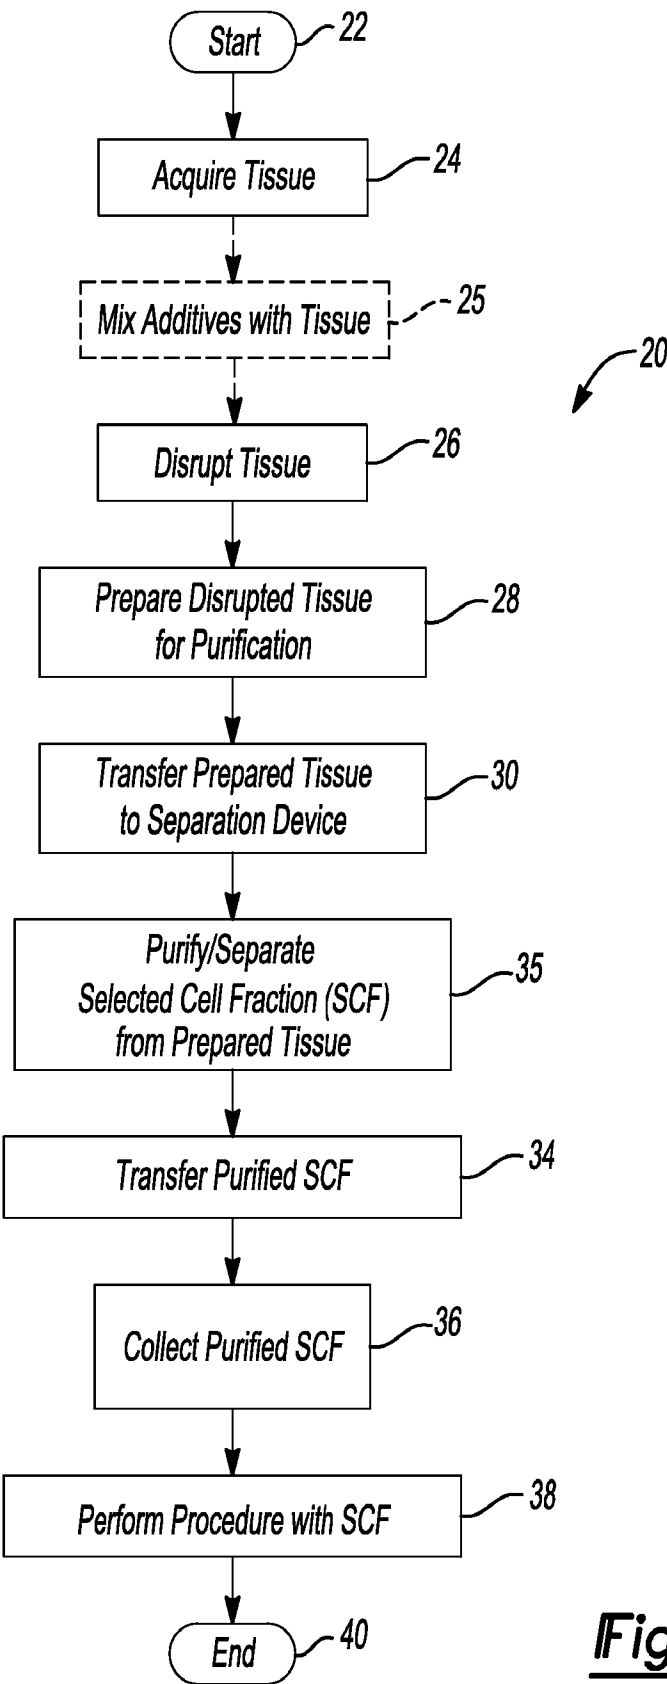 Start
22
Acquire Tissue
24
Mix Additives with Tissue
25
20
Disrupt Tissue
26
Prepare Disrupted Tissue
for Purification
28
Transfer Prepared Tissue
to Separation Device
30
Purify/Separate
Selected Cell Fraction (SCF)
from Prepared Tissue
35
Transfer Purified SCF
34
Collect Purified SCF
36
Perform Procedure with SCF
38
End
40
Fig